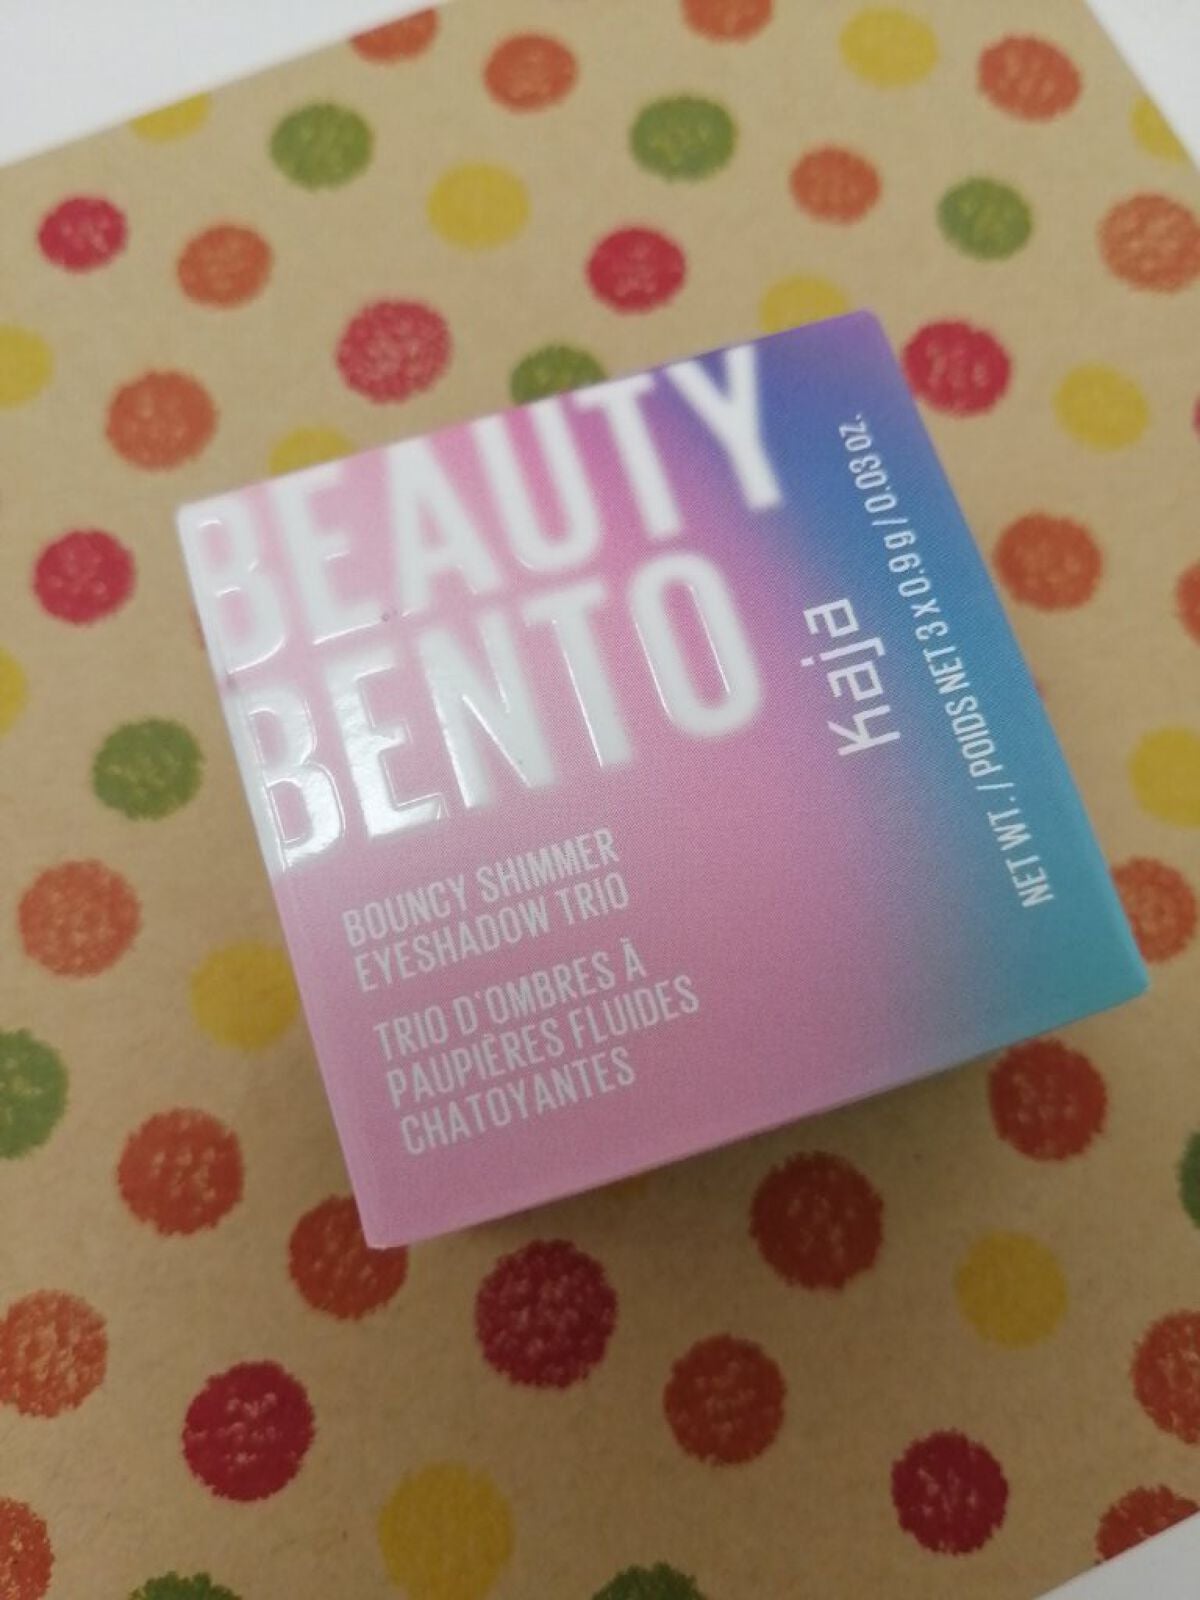 BEAUTY
BENTO
BOUNCY SHIMMER
EYESHADOW TRIO
TRIO D'OMBRES À
PAUPIÈRES FLUIDES
CHATOYANTES
kaja
NET WT. / POIDS NET 3 X 0.9 g / 0.03 OZ.